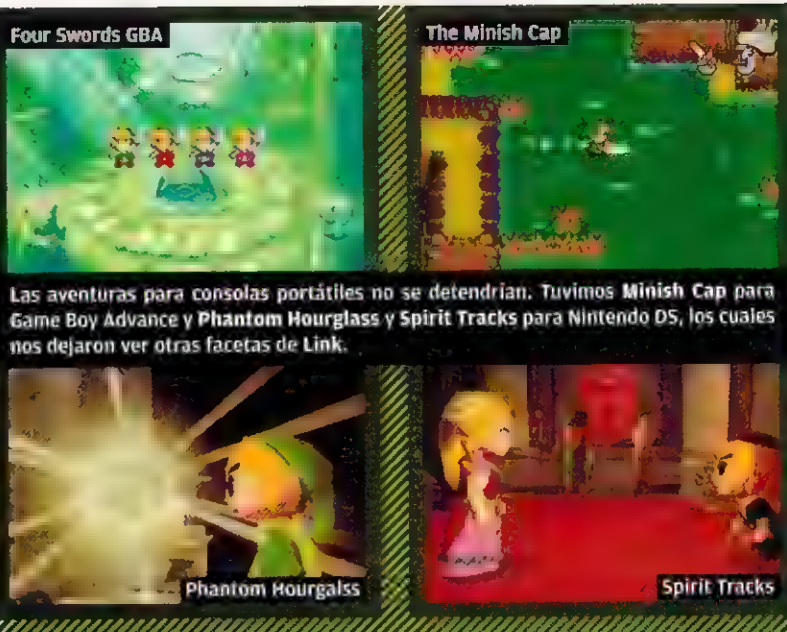 Four Swords GBA
The Minish Cap
Las aventuras para consolas portátiles no se detendrían. Tuvimos Minish Cap para
Game Boy Advance y Phantom Hourglass y Spirit Tracks para Nintendo DS, los cuales
nos dejaron ver otras facetas de Link.
Phantom Hourgalss
Spirit Tracks